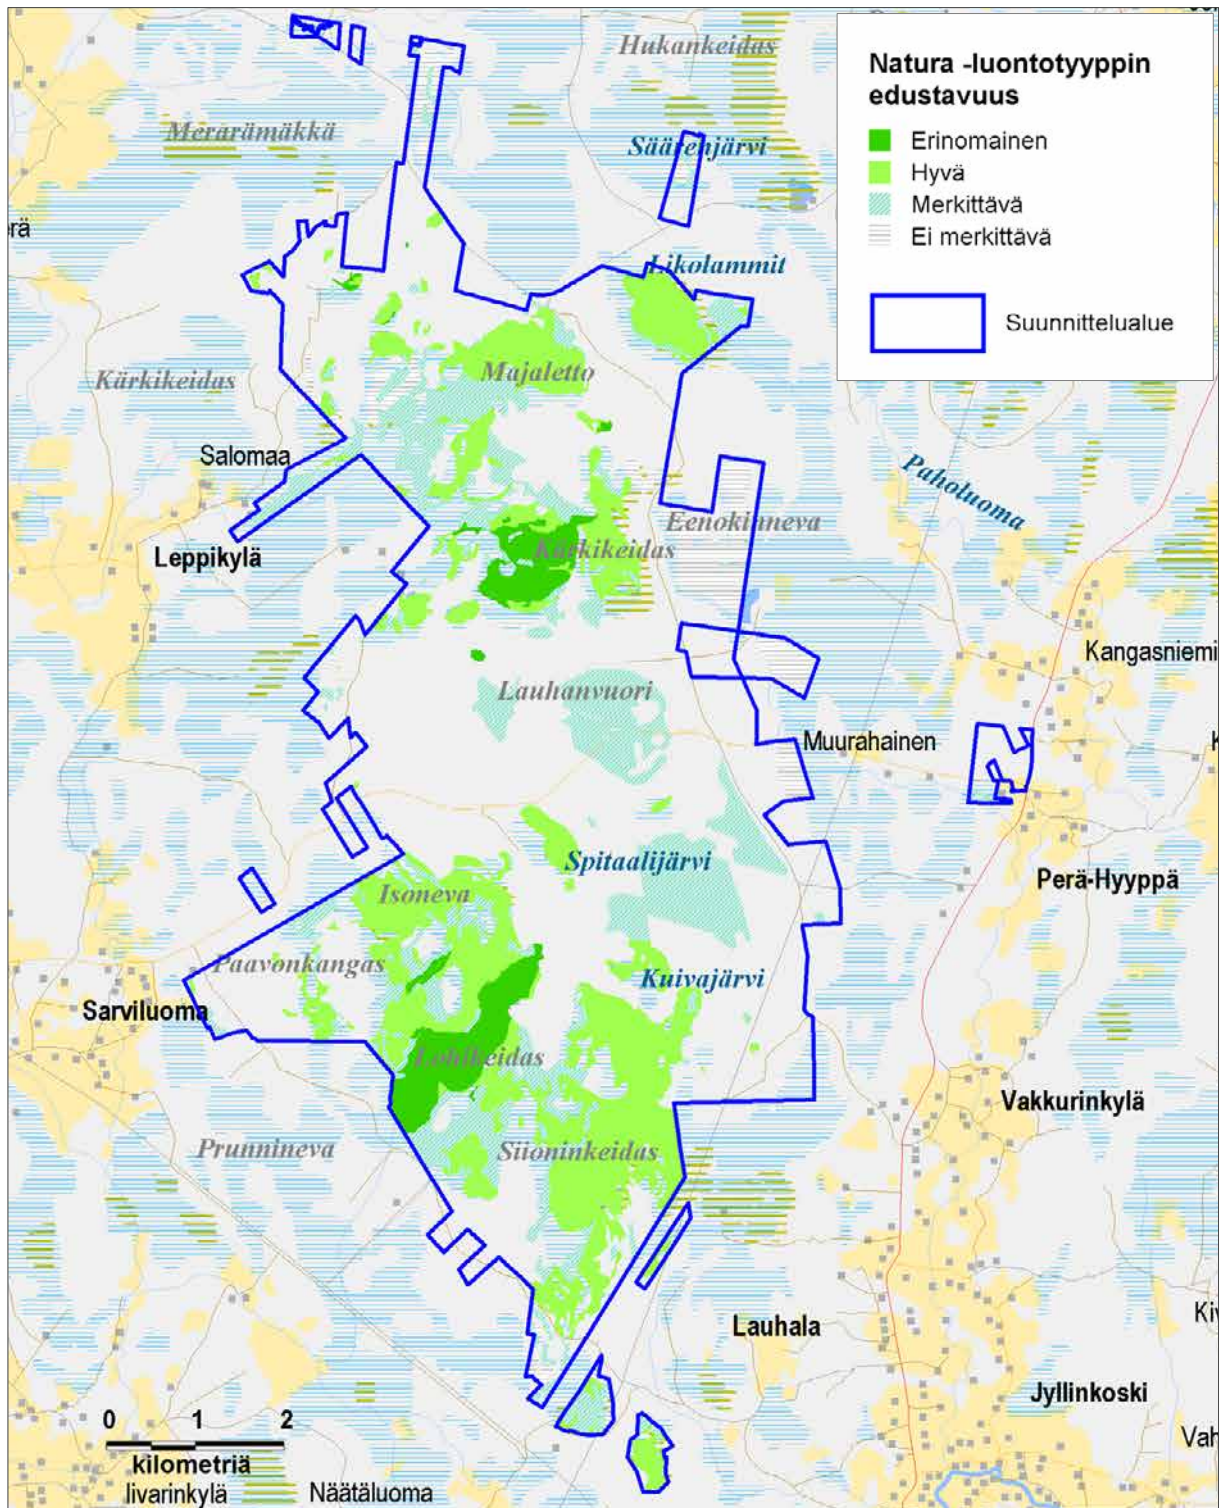 Hukankeidas
Natura -luontotyyppin
edustavuus
Erinomainen
Hyvä
Merkittävä
Ei merkittävä
Suunnittelualue
Merarämäkkä
Säärenjärvi
Likolammit
Kärkikeidas
Majaletto
Salomaa
Paholuoma
Eenokinneva
Kärkikeidas
Leppikylä
Kangasniemi
Lauhanvuori
Muurahainen
Spitaalijärvi
Perä-Hyyppä
Isoneva
Paavonkangas
Kuivajärvi
Sarviluoma
Lohikeidas
Vakkurinkylä
Prunnineva
Siioninkeidas
Lauhala
Jyllinkoski
0 1 2
kilometriä
Iivarinkylä
Näätäluoma